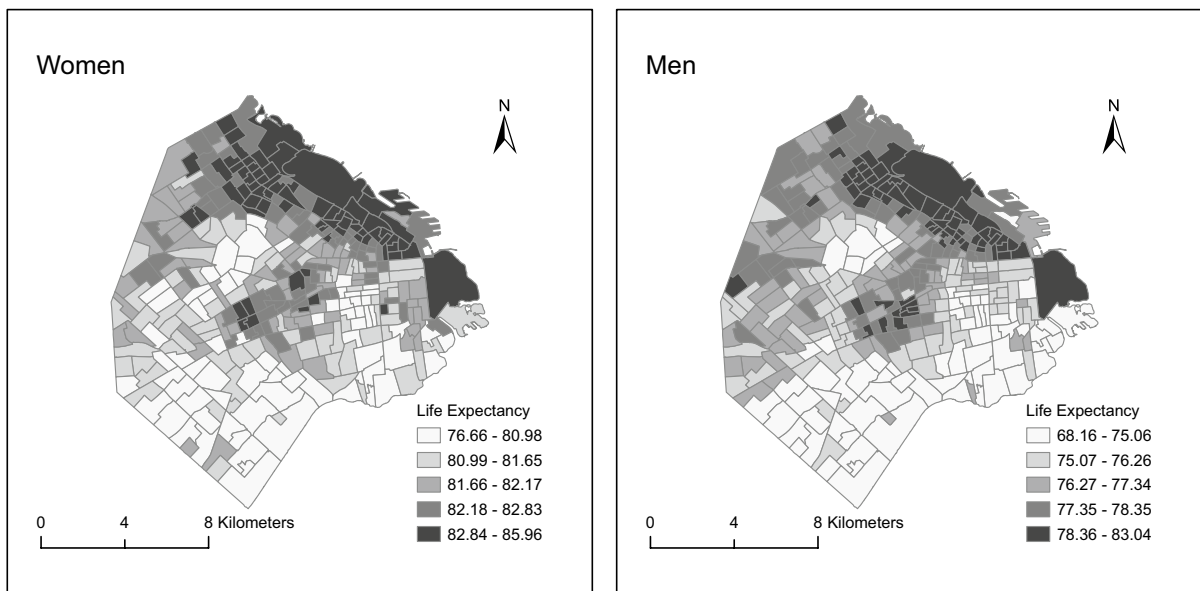 Women
N
Life Expectancy
76.66 - 80.98
80.99 - 81.65
81.66 - 82.17
82.18 - 82.83
82.84 - 85.96
0 4 8 Kilometers
Men
N
Life Expectancy
68.16 - 75.06
75.07 - 76.26
76.27 - 77.34
77.35 - 78.35
78.36 - 83.04
0 4 8 Kilometers